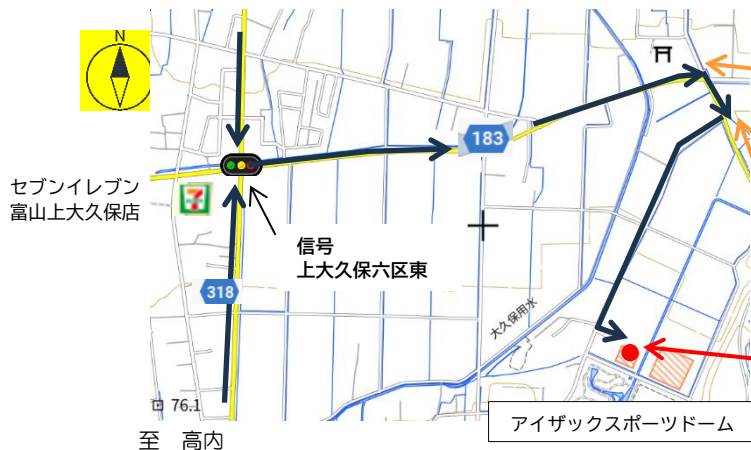 N
183
セブンイレブン
富山上大久保店
7
信号
上大久保六区東
318
大久保用水
76.1
アイザックスポーツドーム
至　高内